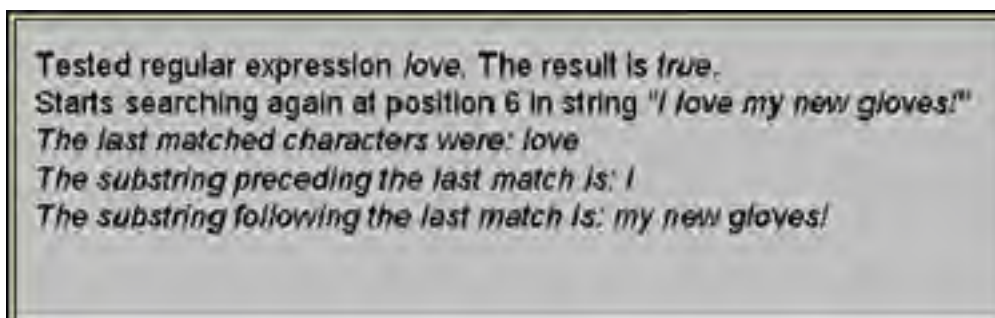 Tested regular expression love. The result is true.
Starts searching again at position 6 in string "I love my new gloves!"
The last matched characters were: love
The substring preceding the last match is: I
The substring following the last match is: my new gloves!